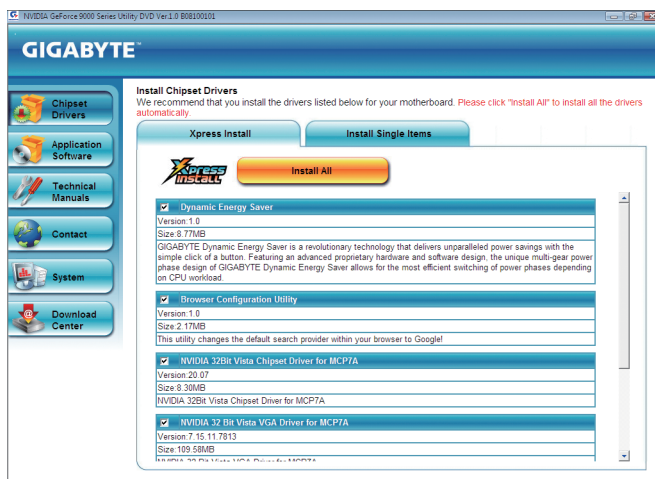 NVIDIA GeForce 9000 Series Utility DVD Ver.1.0 B08100101
GIGABYTE™
Chipset
Drivers
Application
Software
Technical
Manuals
Contact
System
Download
Center
Install Chipset Drivers
We recommend that you install the drivers listed below for your motherboard. Please click "Install All" to install all the drivers
automatically.
Xpress Install
Install Single Items
Xpress
Install
Install All
Dynamic Energy Saver
Version:1.0
Size:8.77MB
GIGABYTE Dynamic Energy Saver is a revolutionary technology that delivers unparalleled power savings with the
simple click of a button. Featuring an advanced proprietary hardware and software design, the unique multi-gear power
phase design of GIGABYTE Dynamic Energy Saver allows for the most efficient switching of power phases depending
on CPU workload.
Browser Configuration Utility
Version:1.0
Size:2.17MB
This utility changes the default search provider within your browser to Google!
NVIDIA 32Bit Vista Chipset Driver for MCP7A
Version:20.07
Size:8.30MB
NVIDIA 32Bit Vista Chipset Driver for MCP7A
NVIDIA 32 Bit Vista VGA Driver for MCP7A
Version:7.15.11.7813
Size:109.58MB
NVIDIA 32 Bit Vista VGA Driver for MCP7A